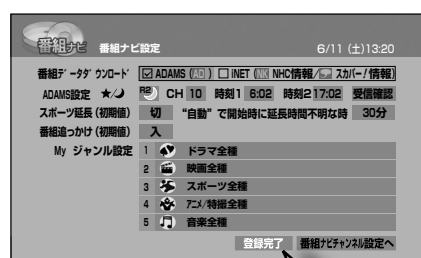 番組ナビ 番組ナビ設定 6/11 (土)13:20
番組ﾃﾞｰﾀﾀﾞｳﾝﾛｰﾄﾞ ☑ ADAMS (AD) ☐ iNET (NK NHC情報/スカパー!情報)
ADAMS設定 ★/ CH 10 時刻1 6:02 時刻2 17:02 受信確認
スポーツ延長 (初期値) 切 "自動" で開始時に延長時間不明な時 30分
番組追っかけ (初期値) 入
My ジャンル設定 1 ドラマ全種
2 映画全種
3 スポーツ全種
4 ｱﾆﾒ/特撮全種
5 音楽全種
登録完了 番組ナビチャンネル設定へ